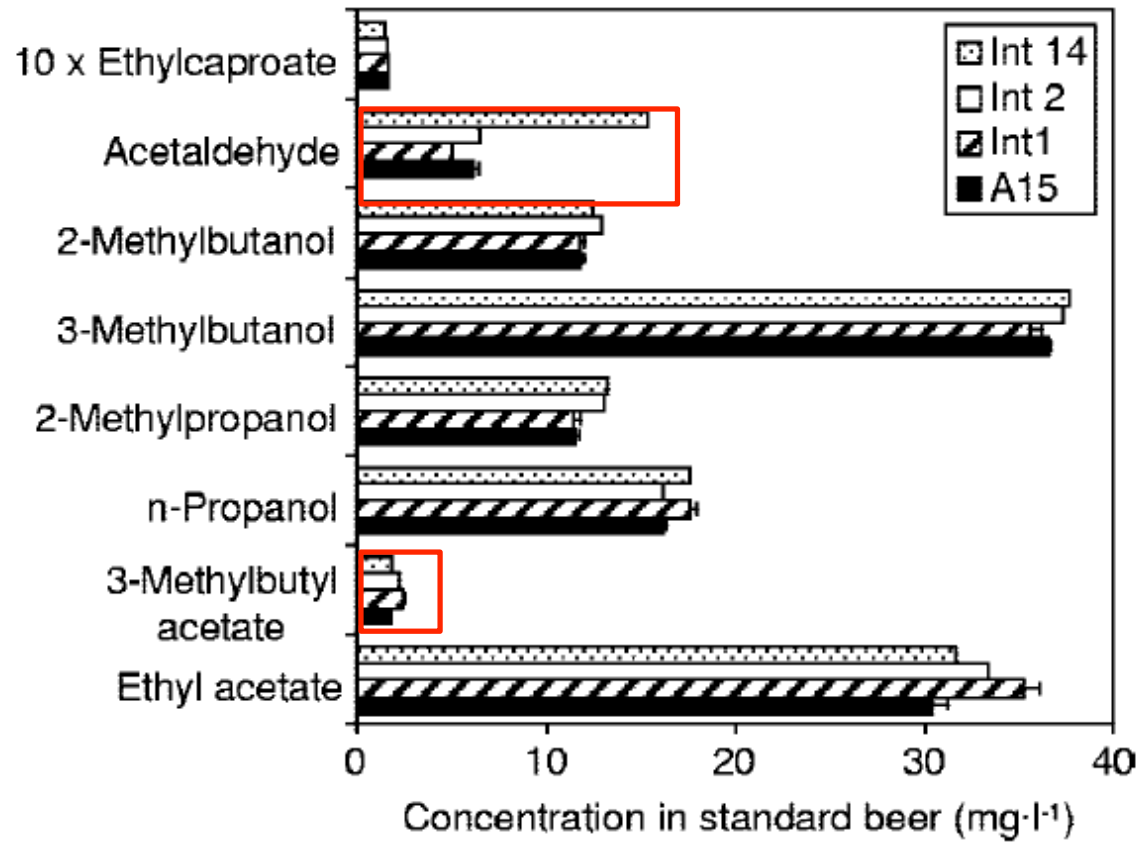 10 x Ethylcaproate
Acetaldehyde
2-Methylbutanol
3-Methylbutanol
2-Methylpropanol
n-Propanol
3-Methylbutyl
acetate
Ethyl acetate
Int 14
Int 2
Int1
A15
0 10 20 30 40
Concentration in standard beer (mg·l⁻¹)